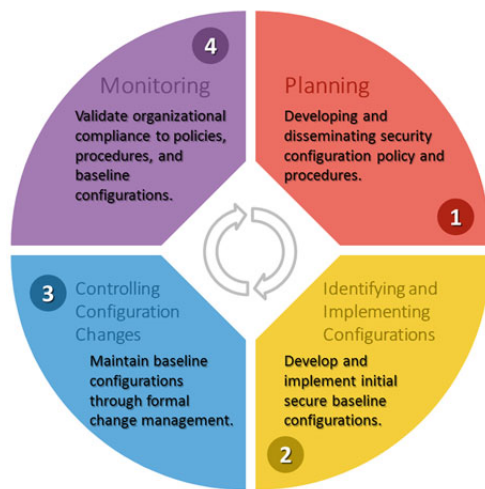 4
Monitoring
Validate organizational
compliance to policies,
procedures, and
baseline
configurations.
Planning
Developing and
disseminating security
configuration policy and
procedures.
1
3
Controlling
Configuration
Changes
Maintain baseline
configurations
through formal
change management.
Identifying and
Implementing
Configurations
Develop and
implement initial
secure baseline
configurations.
2